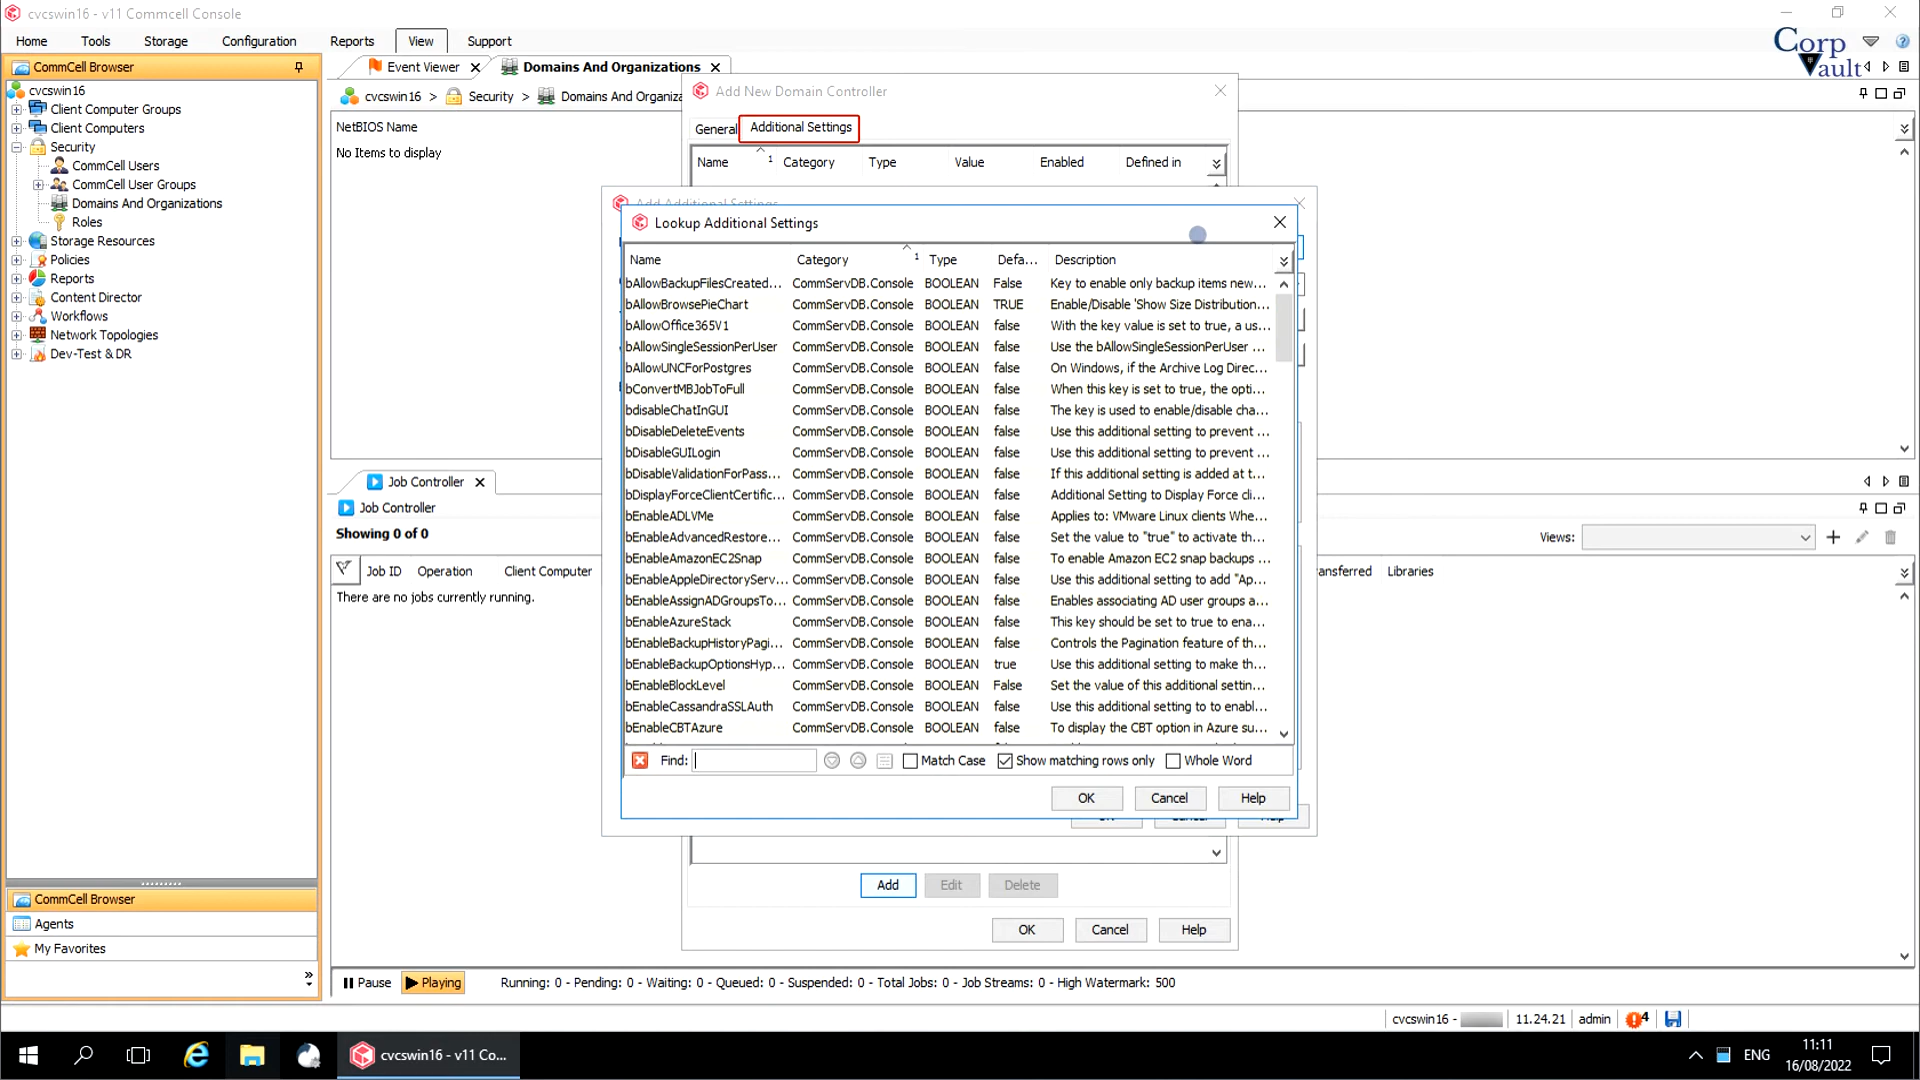 cvcswin16 - v11 Commcell Console
Home Tools Storage Configuration Reports View Support
Corp Vault
CommCell Browser
cvcswin16
Client Computer Groups
Client Computers
Security
CommCell Users
CommCell User Groups
Domains And Organizations
Roles
Storage Resources
Policies
Reports
Content Director
Workflows
Network Topologies
Dev-Test & DR
CommCell Browser
Agents
My Favorites
Event Viewer Domains And Organizations
cvcswin16 > Security > Domains And Organiza
NetBIOS Name
No Items to display
Add New Domain Controller
General Additional Settings
Name 1 Category Type Value Enabled Defined in
Add Additional Settings
Lookup Additional Settings
Name Category 1 Type Defa... Description
bAllowBackupFilesCreated... CommServDB.Console BOOLEAN False Key to enable only backup items new...
bAllowBrowsePieChart CommServDB.Console BOOLEAN TRUE Enable/Disable 'Show Size Distribution...
bAllowOffice365V1 CommServDB.Console BOOLEAN false With the key value is set to true, a us...
bAllowSingleSessionPerUser CommServDB.Console BOOLEAN false Use the bAllowSingleSessionPerUser ...
bAllowUNCForPostgres CommServDB.Console BOOLEAN false On Windows, if the Archive Log Direc...
bConvertMBJobToFull CommServDB.Console BOOLEAN false When this key is set to true, the opti...
bdisableChatInGUI CommServDB.Console BOOLEAN false The key is used to enable/disable cha...
bDisableDeleteEvents CommServDB.Console BOOLEAN false Use this additional setting to prevent ...
bDisableGUILogin CommServDB.Console BOOLEAN false Use this additional setting to prevent ...
bDisableValidationForPass... CommServDB.Console BOOLEAN false If this additional setting is added at t...
bDisplayForceClientCertific... CommServDB.Console BOOLEAN false Additional Setting to Display Force cli...
bEnableADLVMe CommServDB.Console BOOLEAN false Applies to: VMware Linux clients Whe...
bEnableAdvancedRestore... CommServDB.Console BOOLEAN false Set the value to "true" to activate th...
bEnableAmazonEC2Snap CommServDB.Console BOOLEAN false To enable Amazon EC2 snap backups ...
bEnableAppleDirectoryServ... CommServDB.Console BOOLEAN false Use this additional setting to add "Ap...
bEnableAssignADGroupsTo... CommServDB.Console BOOLEAN false Enables associating AD user groups a...
bEnableAzureStack CommServDB.Console BOOLEAN false This key should be set to true to ena...
bEnableBackupHistoryPagi... CommServDB.Console BOOLEAN false Controls the Pagination feature of th...
bEnableBackupOptionsHyp... CommServDB.Console BOOLEAN true Use this additional setting to make th...
bEnableBlockLevel CommServDB.Console BOOLEAN False Set the value of this additional settin...
bEnableCassandraSSLAuth CommServDB.Console BOOLEAN false Use this additional setting to to enabl...
bEnableCBTAzure CommServDB.Console BOOLEAN false To display the CBT option in Azure su...
Find: Match Case Show matching rows only Whole Word
OK Cancel Help
Add Edit Delete
OK Cancel Help
Job Controller
Job Controller
Showing 0 of 0
Views:
Job ID Operation Client Computer ansferred Libraries
There are no jobs currently running.
Pause Playing Running: 0 - Pending: 0 - Waiting: 0 - Queued: 0 - Suspended: 0 - Total Jobs: 0 - Job Streams: 0 - High Watermark: 500
cvcswin16 - 11.24.21 admin 4
cvcswin16 - v11 Co...
ENG
11:11
16/08/2022